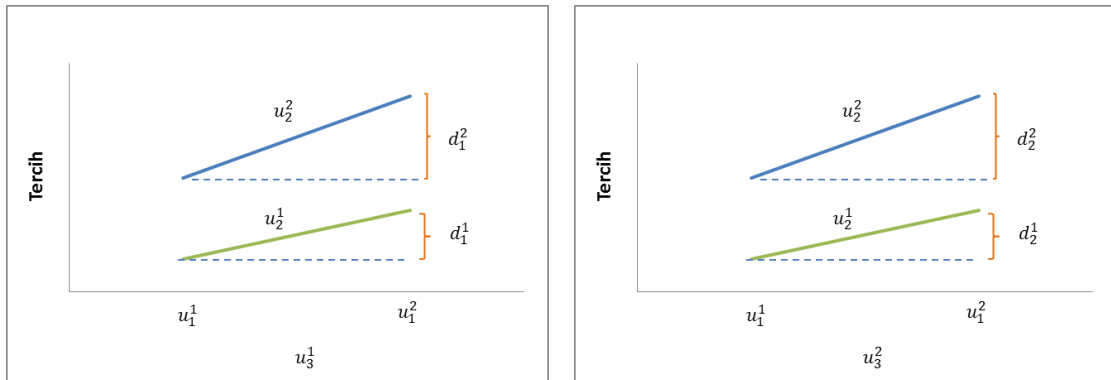 Tercih
u_2^2
d_1^2
u_2^1
d_1^1
u_1^1
u_1^2
u_3^1
Tercih
u_2^2
d_2^2
u_2^1
d_2^1
u_1^1
u_1^2
u_3^2